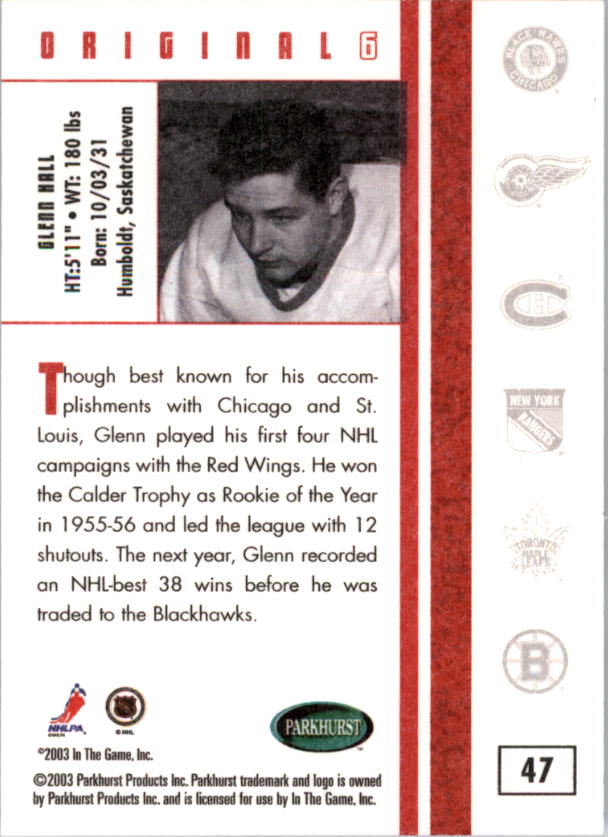 ORIGINAL 6
GLENN HALL
HT:5'11" • WT: 180 lbs
Born: 10/03/31
Humboldt, Saskatchewan
Though best known for his accom-
plishments with Chicago and St.
Louis, Glenn played his first four NHL
campaigns with the Red Wings. He won
the Calder Trophy as Rookie of the Year
in 1955-56 and led the league with 12
shutouts. The next year, Glenn recorded
an NHL-best 38 wins before he was
traded to the Blackhawks.
NHLPA
©NHL
PARKHURST
©2003 In The Game, Inc.
©2003 Parkhurst Products Inc. Parkhurst trademark and logo is owned
by Parkhurst Products Inc. and is licensed for use by In The Game, Inc.
BLACK HAWKS
CHICAGO
C
H
NEW YORK
RANGERS
TORONTO
MAPLE
LEAFS
B
47